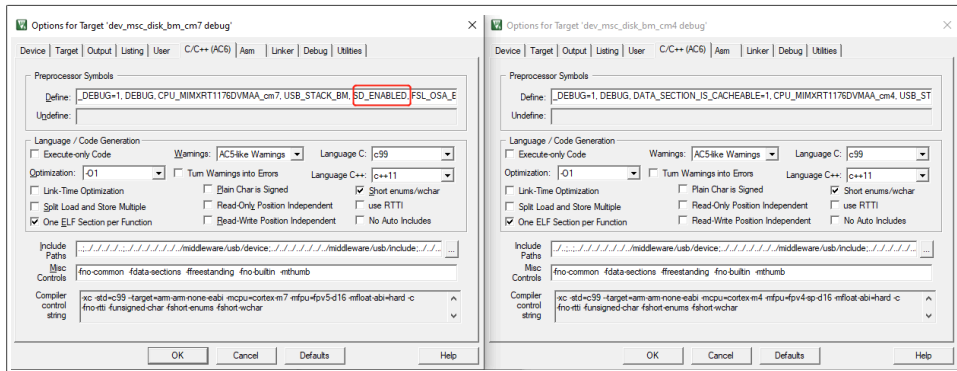 Options for Target 'dev_msc_disk_bm_cm7 debug'
Device | Target | Output | Listing | User C/C++ (AC6) | Asm | Linker | Debug | Utilities |
Preprocessor Symbols
Define: _DEBUG=1, DEBUG, CPU_MIMXRT1176DVMAA_cm7, USB_STACK_BM, SD_ENABLED, FSL_OSA_E
Undefine:
Language / Code Generation
Execute-only Code Warnings: AC5-like Warnings Language C: c99
Optimization: -O1 Turn Warnings into Errors Language C++: c++11
Link-Time Optimization Plain Char is Signed Short enums/wchar
Split Load and Store Multiple Read-Only Position Independent use RTTI
One ELF Section per Function Read-Write Position Independent No Auto Includes
Include Paths ..;../../../../..;../../../../../../../middleware/usb/device;../../../../../../../middleware/usb/include;../../... ...
Misc Controls -fno-common -fdata-sections -ffreestanding -fno-builtin -mthumb
Compiler control string -xc -std=c99 --target=arm-arm-none-eabi -mcpu=cortex-m7 -mfpu=fpv5-d16 -mfloat-abi=hard -c
-fno-rtti -funsigned-char -fshort-enums -fshort-wchar
OK Cancel Defaults Help
Options for Target 'dev_msc_disk_bm_cm4 debug'
Device | Target | Output | Listing | User C/C++ (AC6) | Asm | Linker | Debug | Utilities |
Preprocessor Symbols
Define: _DEBUG=1, DEBUG, DATA_SECTION_IS_CACHEABLE=1, CPU_MIMXRT1176DVMAA_cm4, USB_ST
Undefine:
Language / Code Generation
Execute-only Code Warnings: AC5-like Warnings Language C: c99
Optimization: -O1 Turn Warnings into Errors Language C++: c++11
Link-Time Optimization Plain Char is Signed Short enums/wchar
Split Load and Store Multiple Read-Only Position Independent use RTTI
One ELF Section per Function Read-Write Position Independent No Auto Includes
Include Paths ../..;..;../../../../../../../middleware/usb/device;../../../../../../../middleware/usb/include;../../../... ...
Misc Controls -fno-common -fdata-sections -ffreestanding -fno-builtin -mthumb
Compiler control string -xc -std=c99 --target=arm-arm-none-eabi -mcpu=cortex-m4 -mfpu=fpv4-sp-d16 -mfloat-abi=hard -c
-fno-rtti -funsigned-char -fshort-enums -fshort-wchar
OK Cancel Defaults Help